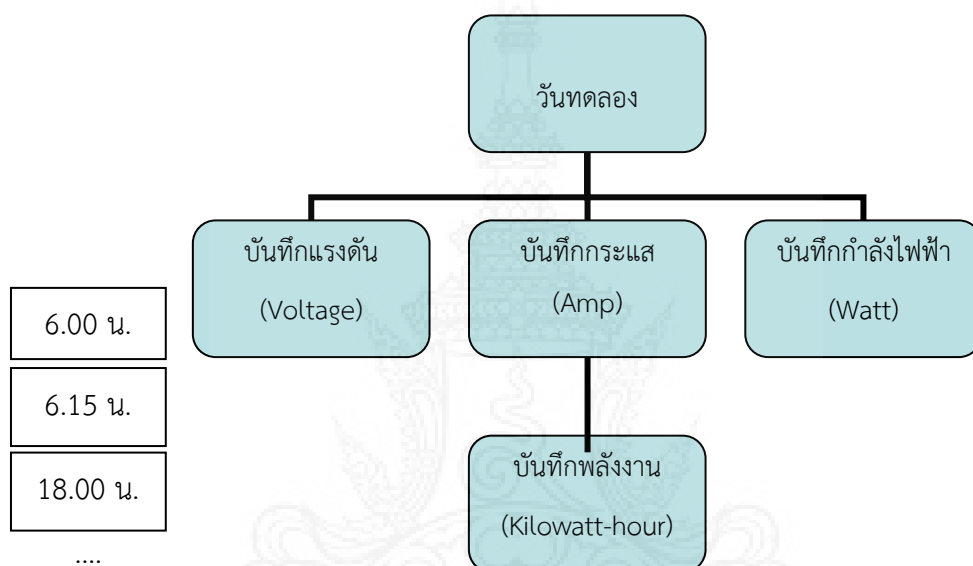 วันทดลอง
บันทึกแรงดัน
(Voltage)
บันทึกกระแส
(Amp)
บันทึกกำลังไฟฟ้า
(Watt)
6.00 น.
6.15 น.
18.00 น.
....
บันทึกพลังงาน
(Kilowatt-hour)